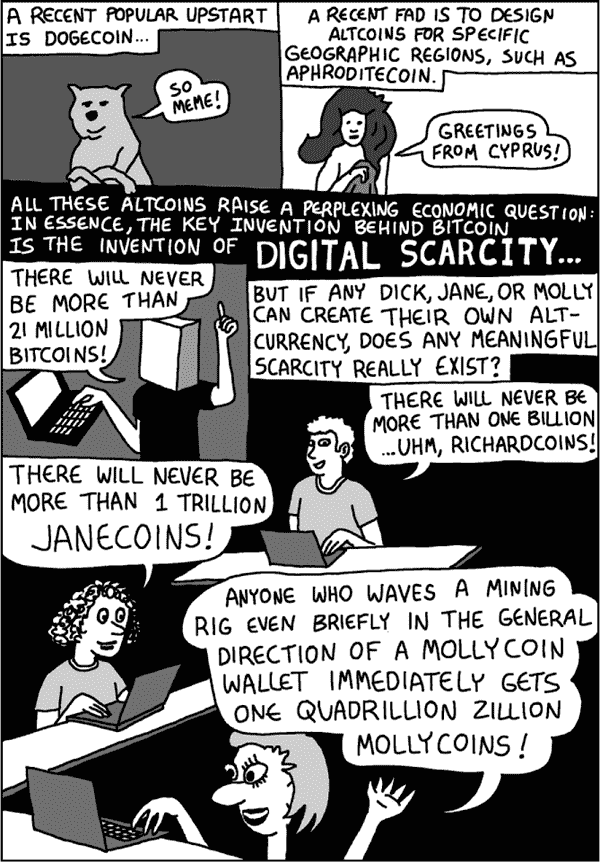 A RECENT POPULAR UPSTART
IS DOGECOIN...
SO
MEME!
A RECENT FAD IS TO DESIGN
ALTCOINS FOR SPECIFIC
GEOGRAPHIC REGIONS, SUCH AS
APHRODITECOIN.
GREETINGS
FROM CYPRUS!
ALL THESE ALTCOINS RAISE A PERPLEXING ECONOMIC QUESTION:
IN ESSENCE, THE KEY INVENTION BEHIND BITCOIN
IS THE INVENTION OF DIGITAL SCARCITY...
THERE WILL NEVER
BE MORE THAN
21 MILLION
BITCOINS!
BUT IF ANY DICK, JANE, OR MOLLY
CAN CREATE THEIR OWN ALT-
CURRENCY, DOES ANY MEANINGFUL
SCARCITY REALLY EXIST?
THERE WILL NEVER BE
MORE THAN ONE BILLION
...UHM, RICHARDCOINS!
THERE WILL NEVER BE
MORE THAN 1 TRILLION
JANECOINS!
ANYONE WHO WAVES A MINING
RIG EVEN BRIEFLY IN THE GENERAL
DIRECTION OF A MOLLYCOIN
WALLET IMMEDIATELY GETS
ONE QUADRILLION ZILLION
MOLLYCOINS!